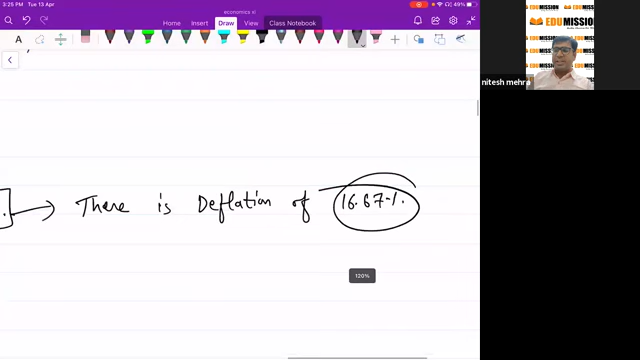 3:25 PM Tue 13 Apr
economics xi
49%
Home Insert Draw View Class Notebook
EDUMISSION
A
nitesh mehra
There is Deflation of 16.67%.
120%